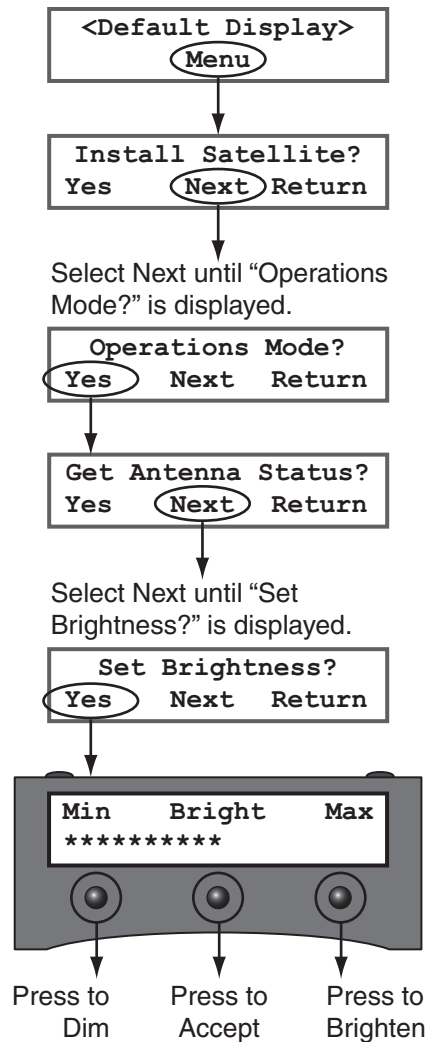 <Default Display>
Menu
Install Satellite?
Yes Next Return
Select Next until “Operations
Mode?” is displayed.
Operations Mode?
Yes Next Return
Get Antenna Status?
Yes Next Return
Select Next until “Set
Brightness?” is displayed.
Set Brightness?
Yes Next Return
Min Bright Max
**********
Press to Dim
Press to Accept
Press to Brighten